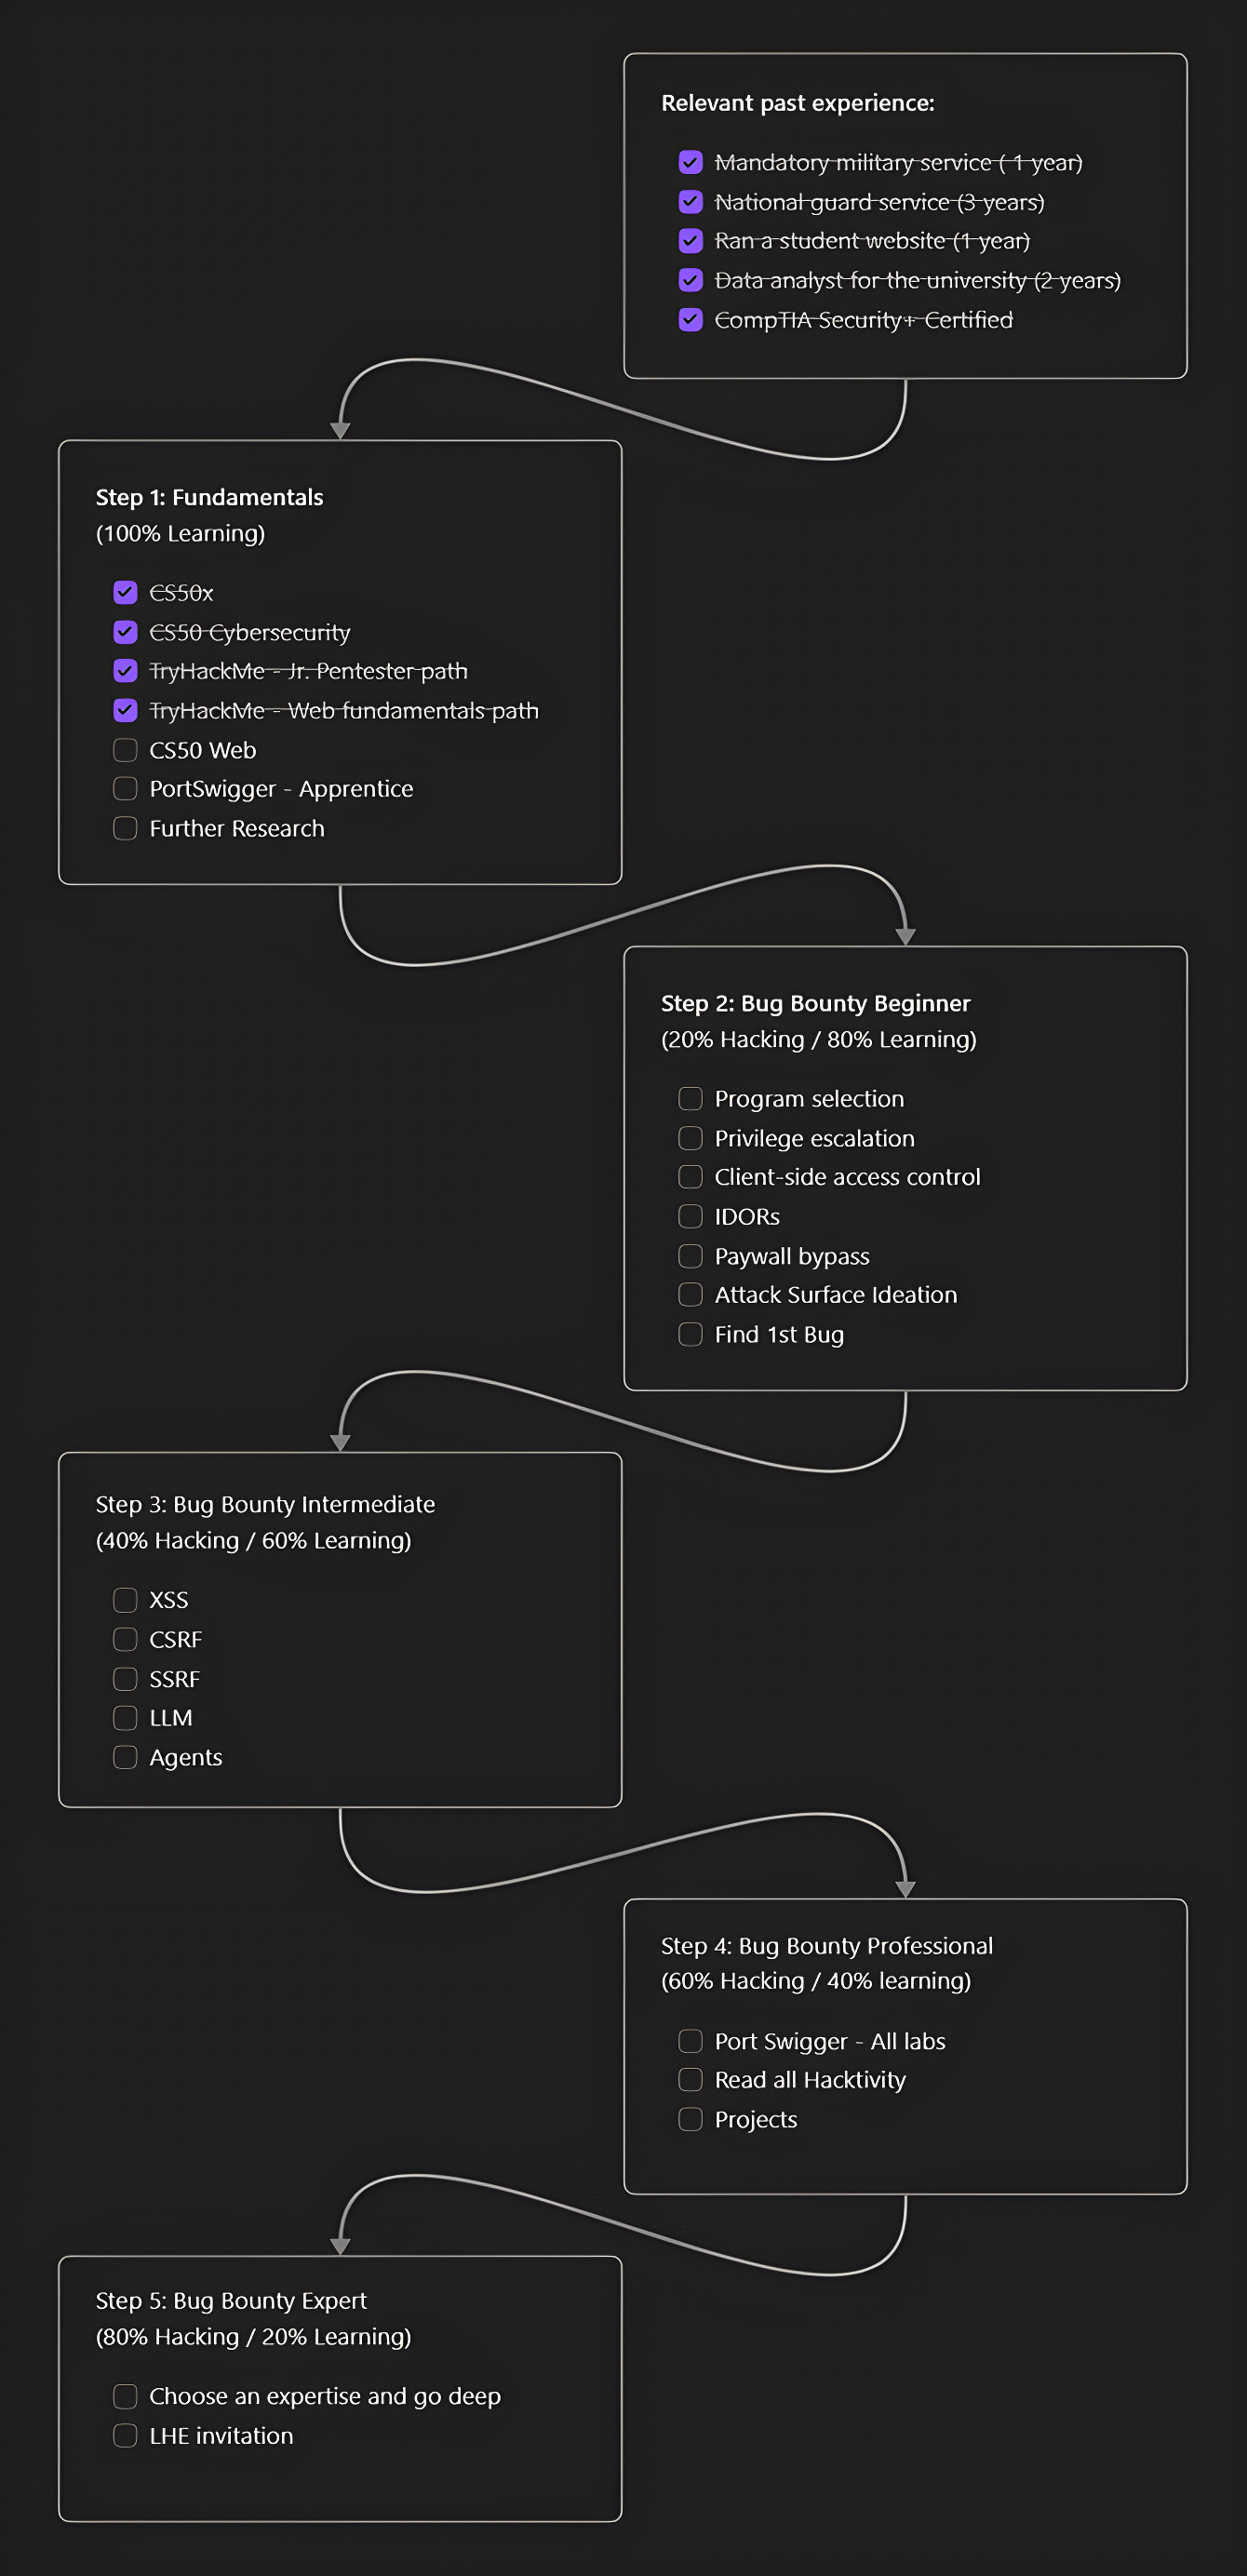 Relevant past experience:
Mandatory military service ( 1 year)
National guard service (3 years)
Ran a student website (1 year)
Data analyst for the university (2 years)
CompTIA Security+ Certified
Step 1: Fundamentals
(100% Learning)
CS50x
CS50 Cybersecurity
TryHackMe - Jr. Pentester path
TryHackMe - Web fundamentals path
CS50 Web
PortSwigger - Apprentice
Further Research
Step 2: Bug Bounty Beginner
(20% Hacking / 80% Learning)
Program selection
Privilege escalation
Client-side access control
IDORs
Paywall bypass
Attack Surface Ideation
Find 1st Bug
Step 3: Bug Bounty Intermediate
(40% Hacking / 60% Learning)
XSS
CSRF
SSRF
LLM
Agents
Step 4: Bug Bounty Professional
(60% Hacking / 40% learning)
Port Swigger - All labs
Read all Hacktivity
Projects
Step 5: Bug Bounty Expert
(80% Hacking / 20% Learning)
Choose an expertise and go deep
LHE invitation